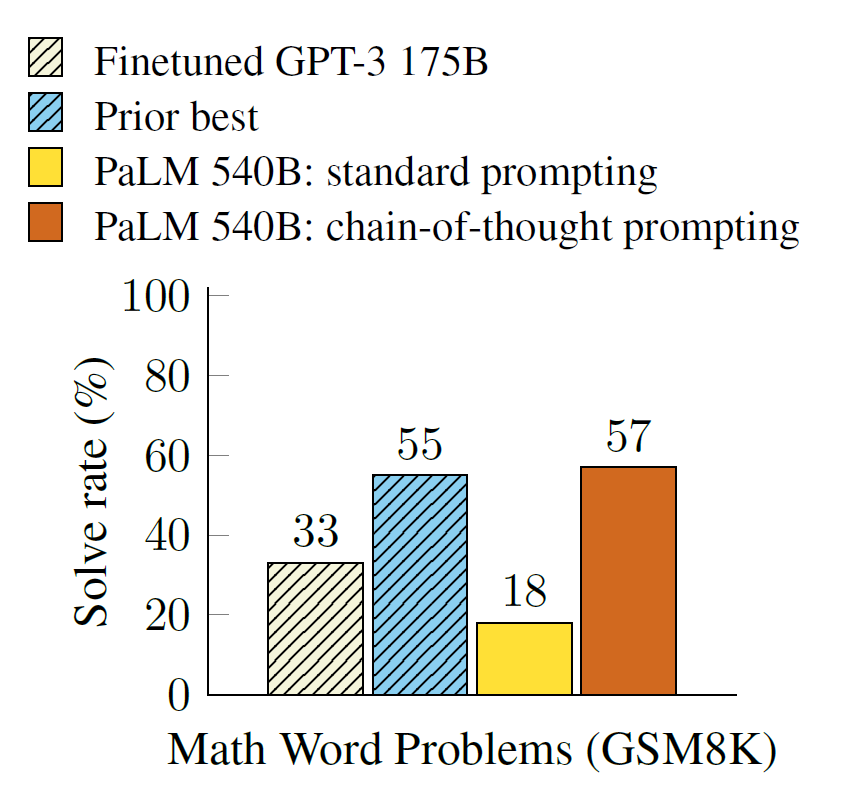 Finetuned GPT-3 175B
Prior best
PaLM 540B: standard prompting
PaLM 540B: chain-of-thought prompting
100
80
60
40
20
0
Solve rate (%)
33
55
18
57
Math Word Problems (GSM8K)